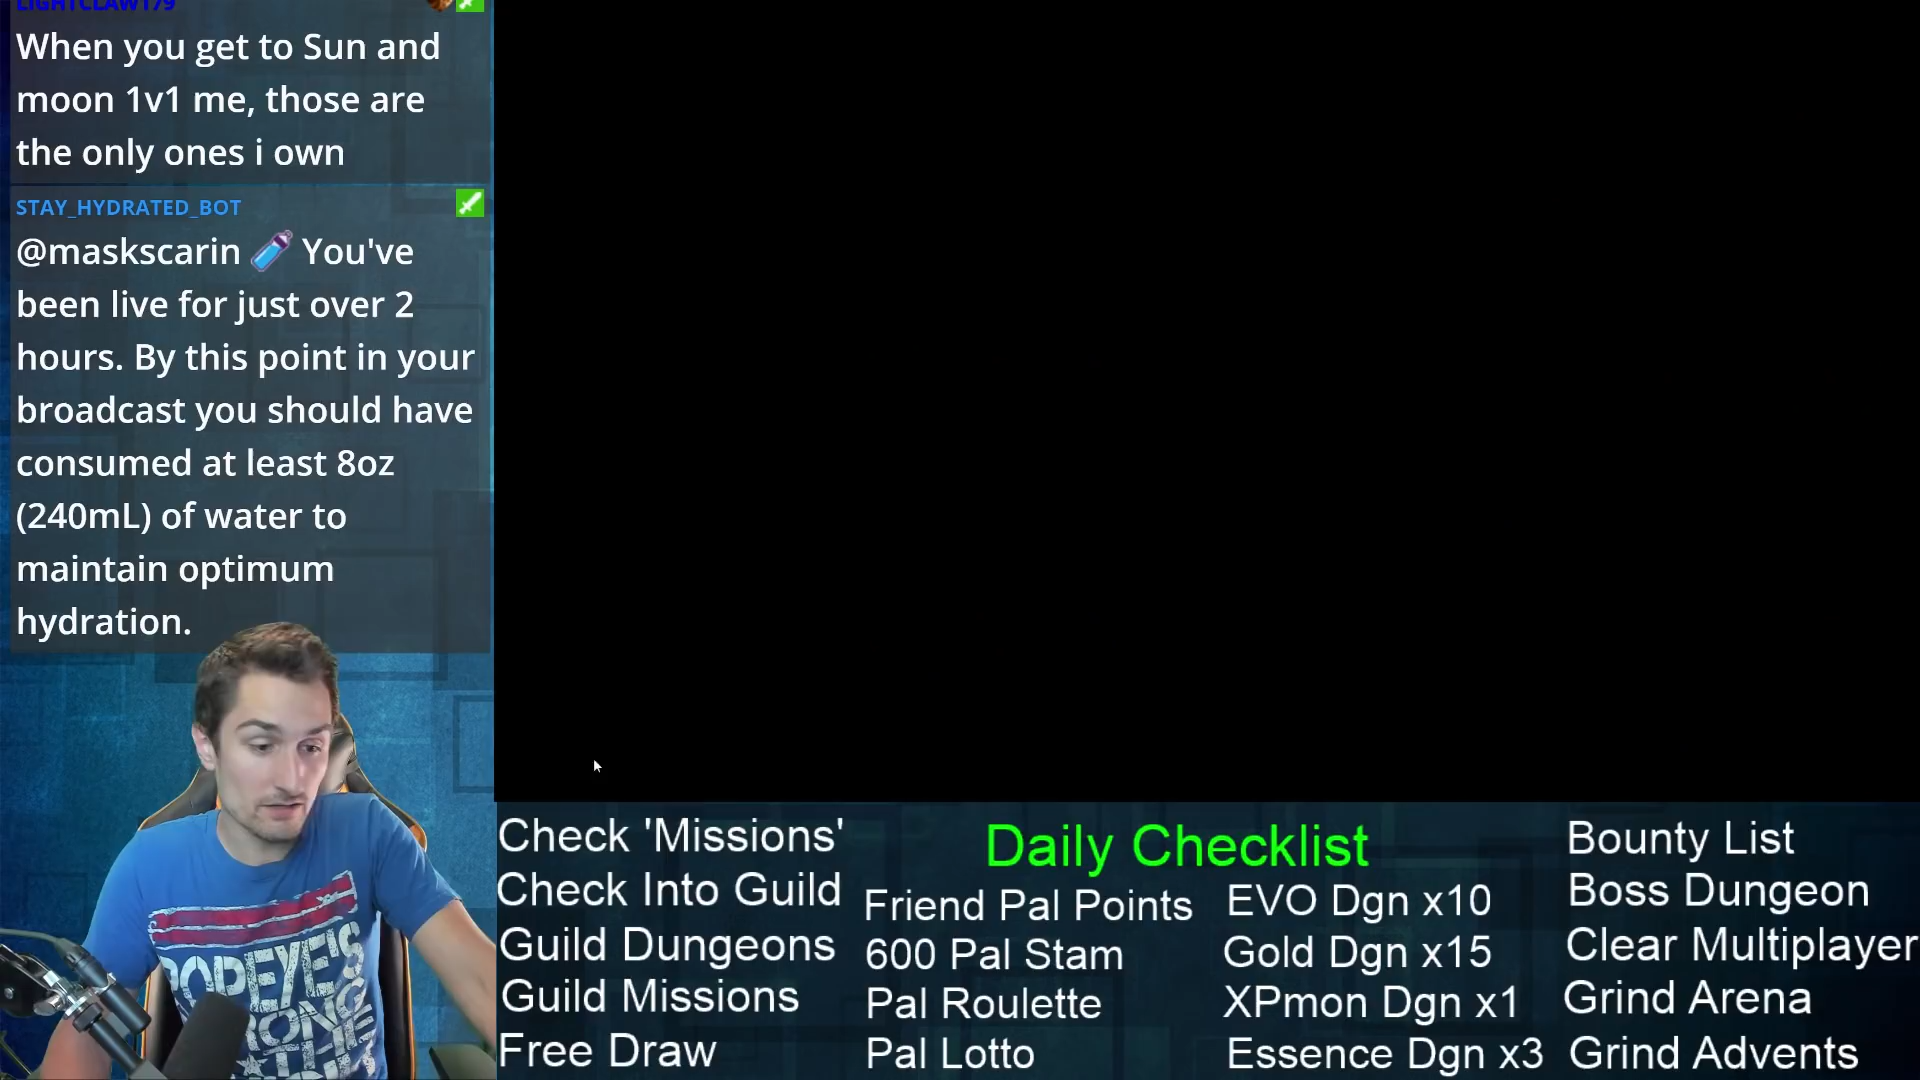 LIGHTCLAW179
When you get to Sun and
moon 1v1 me, those are
the only ones i own
STAY_HYDRATED_BOT
@maskscarin You've
been live for just over 2
hours. By this point in your
broadcast you should have
consumed at least 8oz
(240mL) of water to
maintain optimum
hydration.
POPEYE'S
Daily Checklist
Check 'Missions'
Check Into Guild
Guild Dungeons
Guild Missions
Free Draw
Friend Pal Points
600 Pal Stam
Pal Roulette
Pal Lotto
EVO Dgn x10
Gold Dgn x15
XPmon Dgn x1
Essence Dgn x3
Bounty List
Boss Dungeon
Clear Multiplayer
Grind Arena
Grind Advents